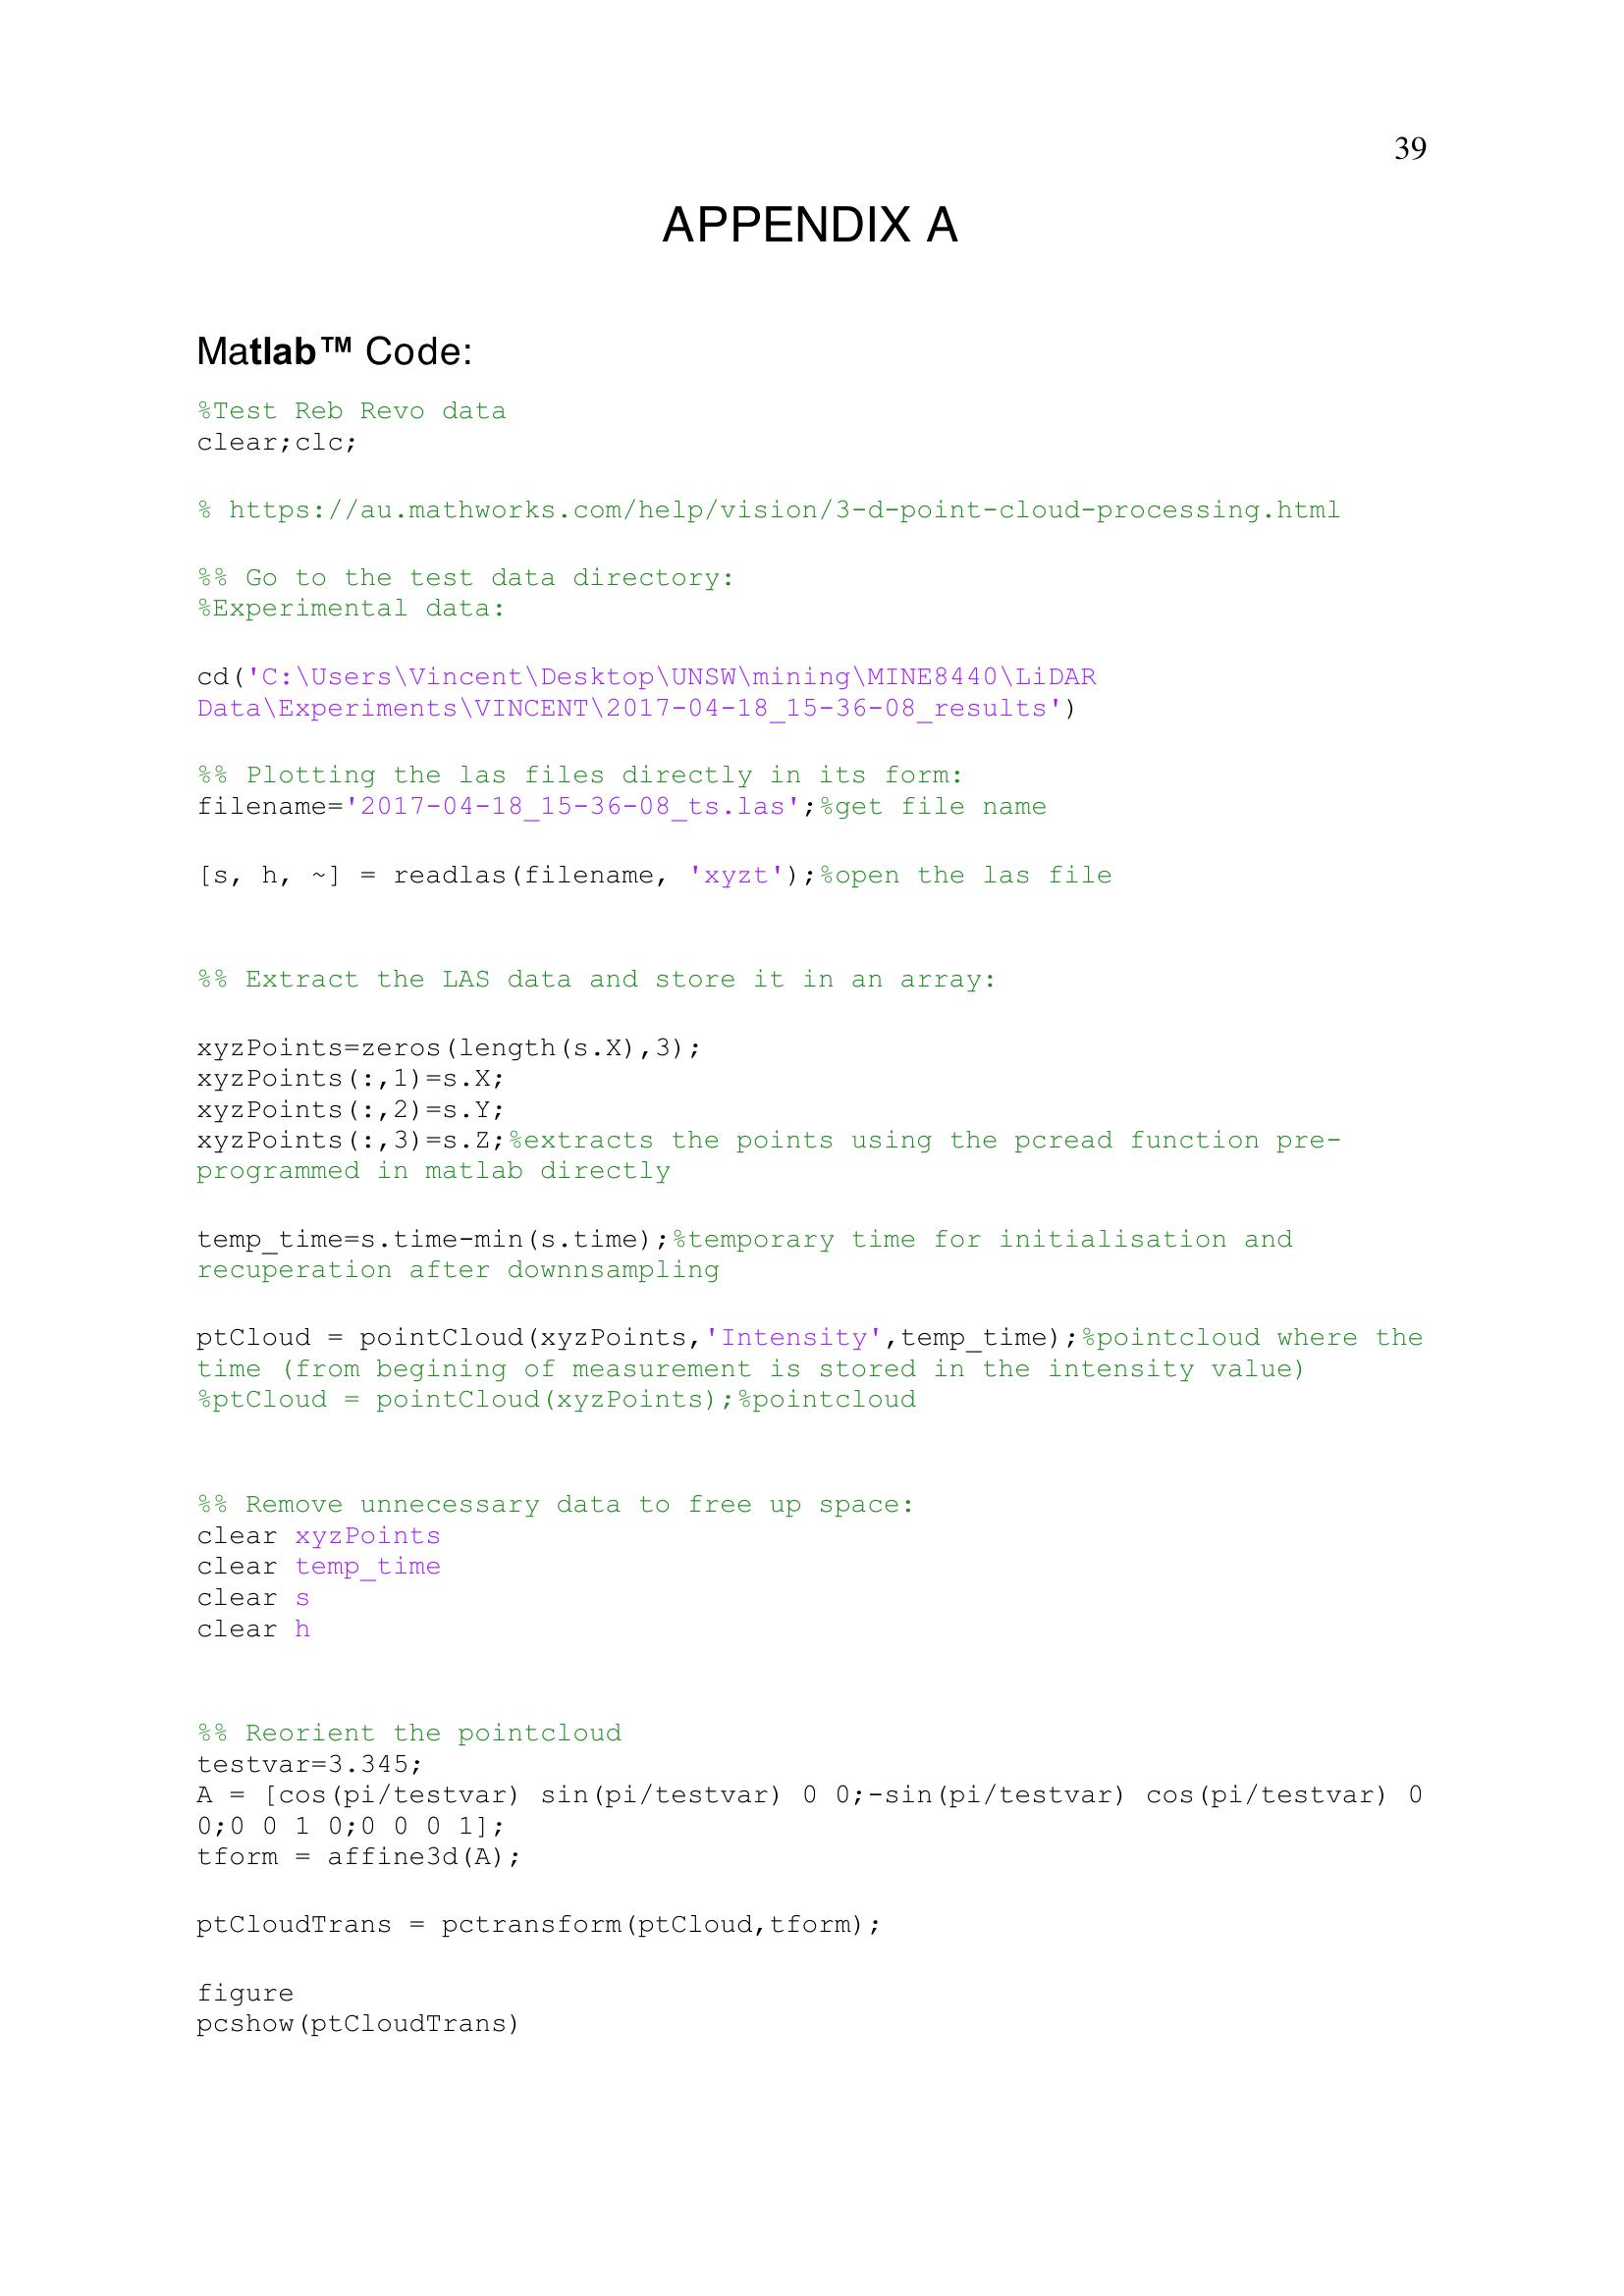 39
APPENDIX A
Matlab™ Code:
%Test Reb Revo data
clear;clc;
% https://au.mathworks.com/help/vision/3-d-point-cloud-processing.html
%% Go to the test data directory:
%Experimental data:
cd('C:\Users\Vincent\Desktop\UNSW\mining\MINE8440\LiDAR
Data\Experiments\VINCENT\2017-04-18_15-36-08_results')
%% Plotting the las files directly in its form:
filename='2017-04-18_15-36-08_ts.las';%get file name
[s, h, ~] = readlas(filename, 'xyzt');%open the las file
%% Extract the LAS data and store it in an array:
xyzPoints=zeros(length(s.X),3);
xyzPoints(:,1)=s.X;
xyzPoints(:,2)=s.Y;
xyzPoints(:,3)=s.Z;%extracts the points using the pcread function pre-
programmed in matlab directly
temp_time=s.time-min(s.time);%temporary time for initialisation and
recuperation after downnsampling
ptCloud = pointCloud(xyzPoints,'Intensity',temp_time);%pointcloud where the
time (from begining of measurement is stored in the intensity value)
%ptCloud = pointCloud(xyzPoints);%pointcloud
%% Remove unnecessary data to free up space:
clear xyzPoints
clear temp_time
clear s
clear h
%% Reorient the pointcloud
testvar=3.345;
A = [cos(pi/testvar) sin(pi/testvar) 0 0;-sin(pi/testvar) cos(pi/testvar) 0
0;0 0 1 0;0 0 0 1];
tform = affine3d(A);
ptCloudTrans = pctransform(ptCloud,tform);
figure
pcshow(ptCloudTrans)